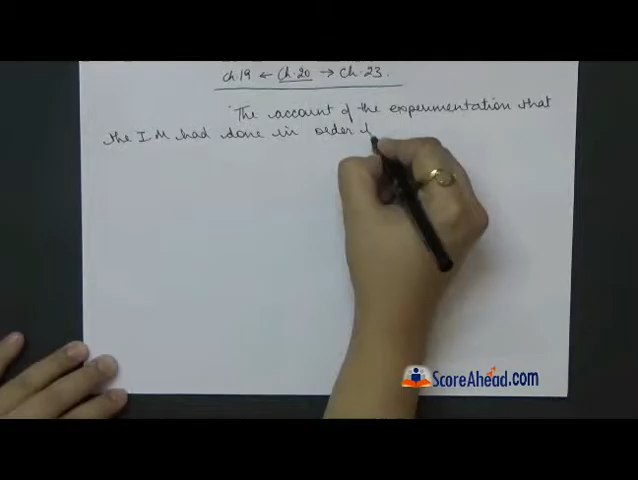 Ch.19 ← Ch.20 → Ch.23.
The account of the experimentation that
the I M had done in order t
ScoreAhead.com